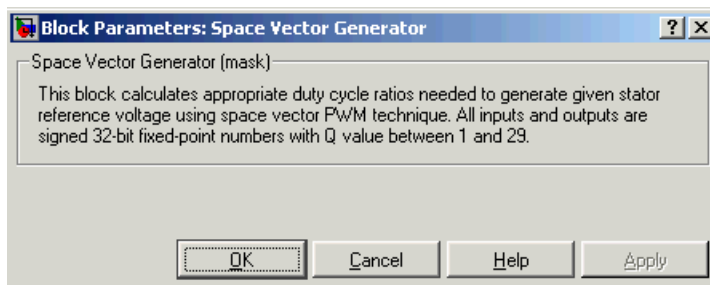 Block Parameters: Space Vector Generator
Space Vector Generator (mask)
This block calculates appropriate duty cycle ratios needed to generate given stator
reference voltage using space vector PWM technique. All inputs and outputs are
signed 32-bit fixed-point numbers with Q value between 1 and 29.
OK Cancel Help Apply